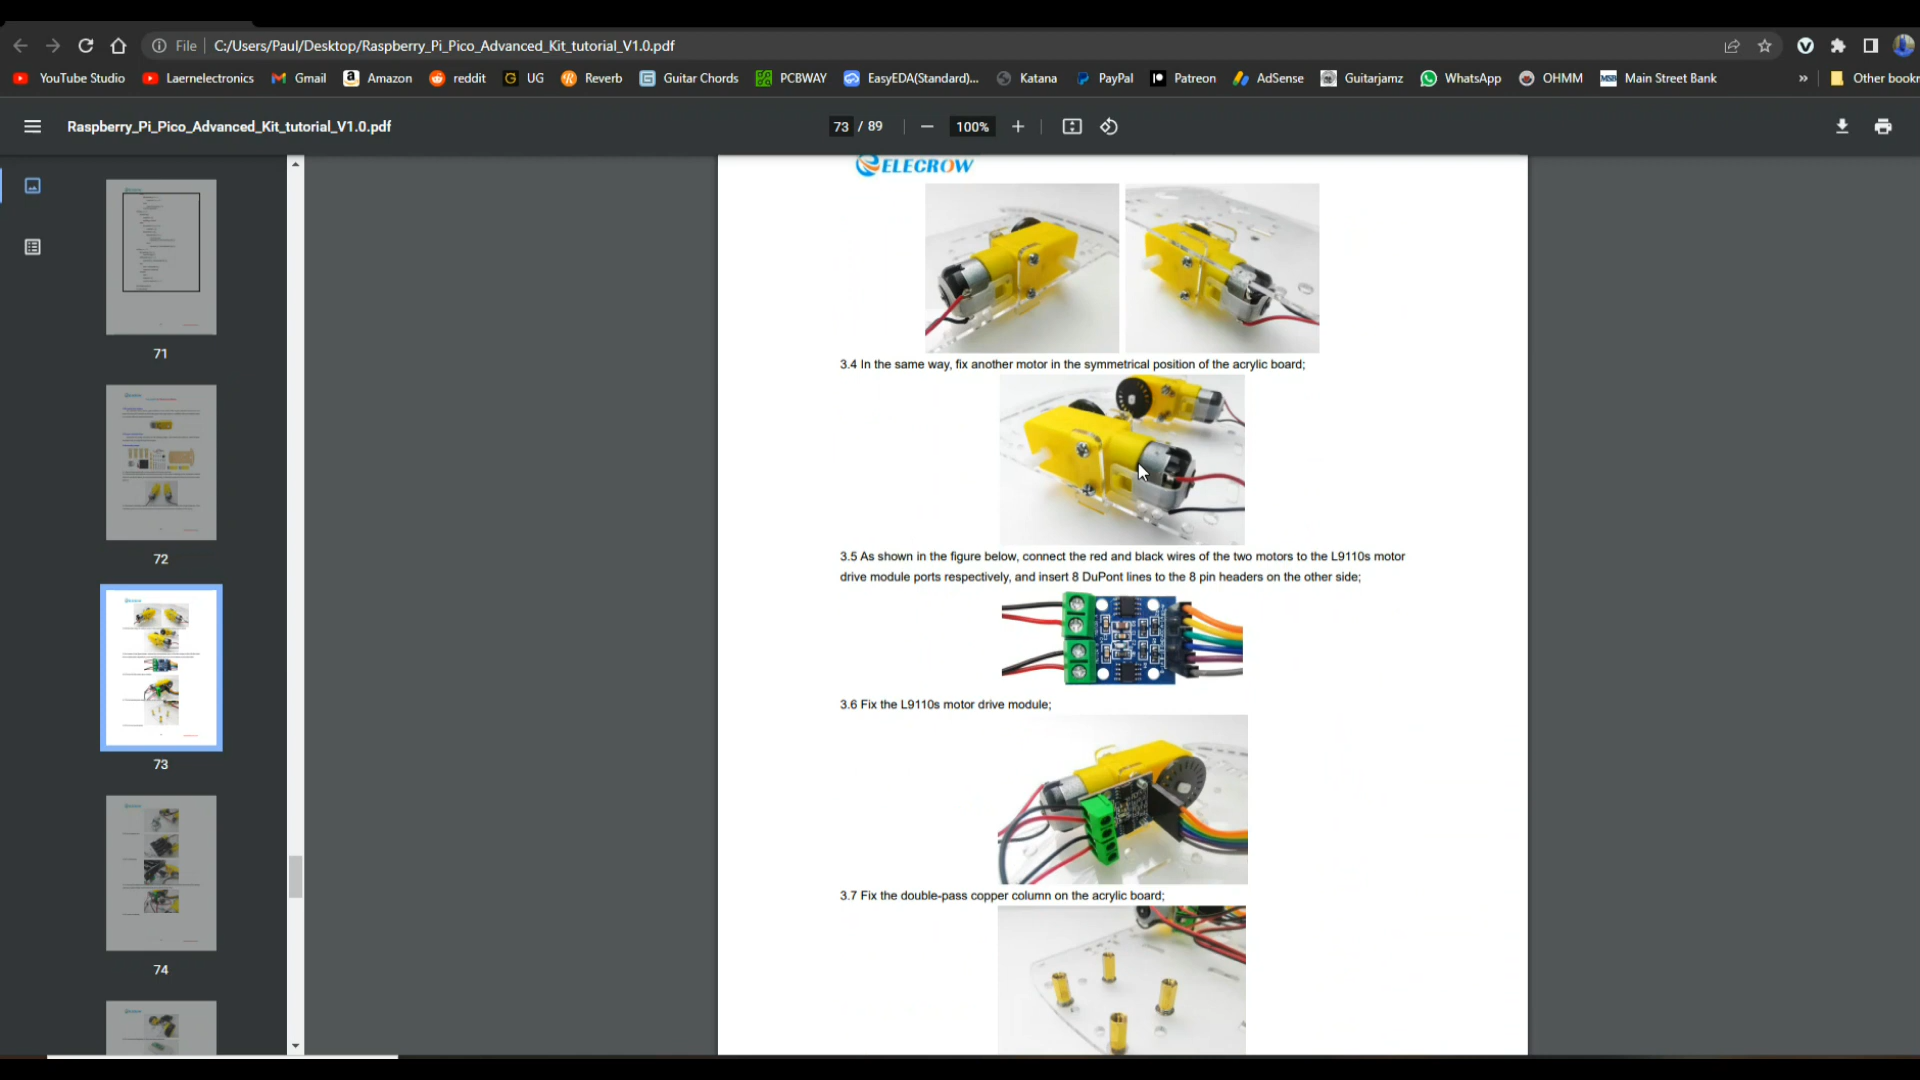 File
C:/Users/Paul/Desktop/Raspberry_Pi_Pico_Advanced_Kit_tutorial_V1.0.pdf
YouTube Studio
Laernelectronics
Gmail
Amazon
reddit
UG
Reverb
Guitar Chords
PCBWAY
EasyEDA(Standard)...
Katana
PayPal
Patreon
AdSense
Guitarjamz
WhatsApp
OHMM
MSB
Main Street Bank
»
Other bookr
Raspberry_Pi_Pico_Advanced_Kit_tutorial_V1.0.pdf
73 / 89
100%
71
72
73
74
ELECROW
3.4 In the same way, fix another motor in the symmetrical position of the acrylic board;
3.5 As shown in the figure below, connect the red and black wires of the two motors to the L9110s motor
drive module ports respectively, and insert 8 DuPont lines to the 8 pin headers on the other side;
3.6 Fix the L9110s motor drive module;
3.7 Fix the double-pass copper column on the acrylic board;